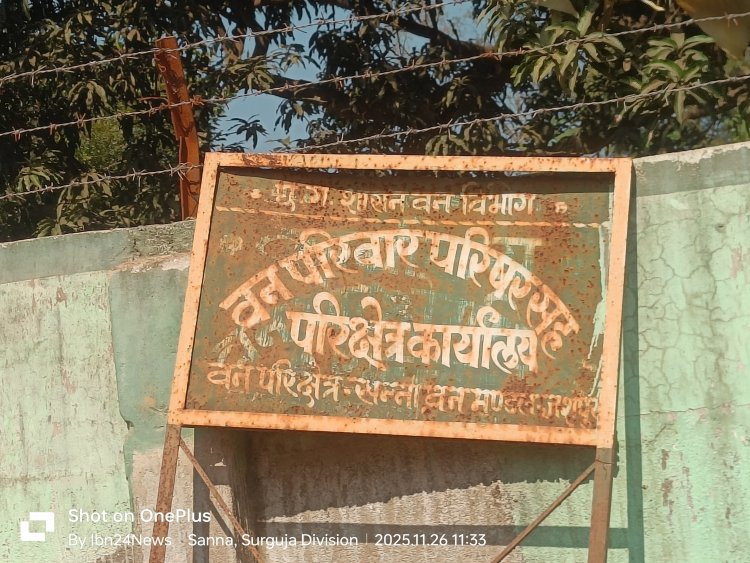 छ.ग. शासन वन विभाग
वन परिवार परिसर सह
परिक्षेत्र कार्यालय
वन परिक्षेत्र - सन्ना वन मण्डल जशपुर
Shot on OnePlus
By Ibn24News Sanna, Surguja Division | 2025.11.26 11:33